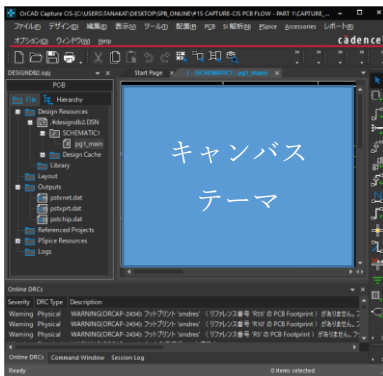 OrCAD Capture CIS-[C:\USERS\TANAKAT\DESKTOP\SPB_ONLINE\#15 CAPTURE-CIS PCB FLOW - PART 1\CAPTURE_...
ファイル(F) デザイン(D) 編集(E) 表示(V) ツール(T) 配置(P) PCB SI解析(N) PSpice Accessories レポート(R)
オプション(O) ウィンドウ(W) Help
cādence
DESIGNDB2.opj
Start Page
/ - (SCHEMATIC1 : pg1_main)
PCB
File
Hierarchy
Design Resources
.\designdb2.DSN
SCHEMATIC1
pg1_main
Design Cache
Library
Layout
Outputs
pstxnet.dat
pstxprt.dat
pstchip.dat
Referenced Projects
PSpice Resources
Logs
キャンバス
テーマ
Online DRCs
Severity DRC Type Description
Warning Physical WARNING(ORCAP-2434): フットプリント 'smdres' （リファレンス番号 'R55' の PCB Footprint ）がありません。
Warning Physical WARNING(ORCAP-2434): フットプリント 'smdres' （リファレンス番号 'R10' の PCB Footprint ）がありません。
Warning Physical WARNING(ORCAP-2434): フットプリント 'smdres' （リファレンス番号 'R5' の PCB Footprint ）がありません。
Online DRCs Command Window Session Log
Ready
0 items selected